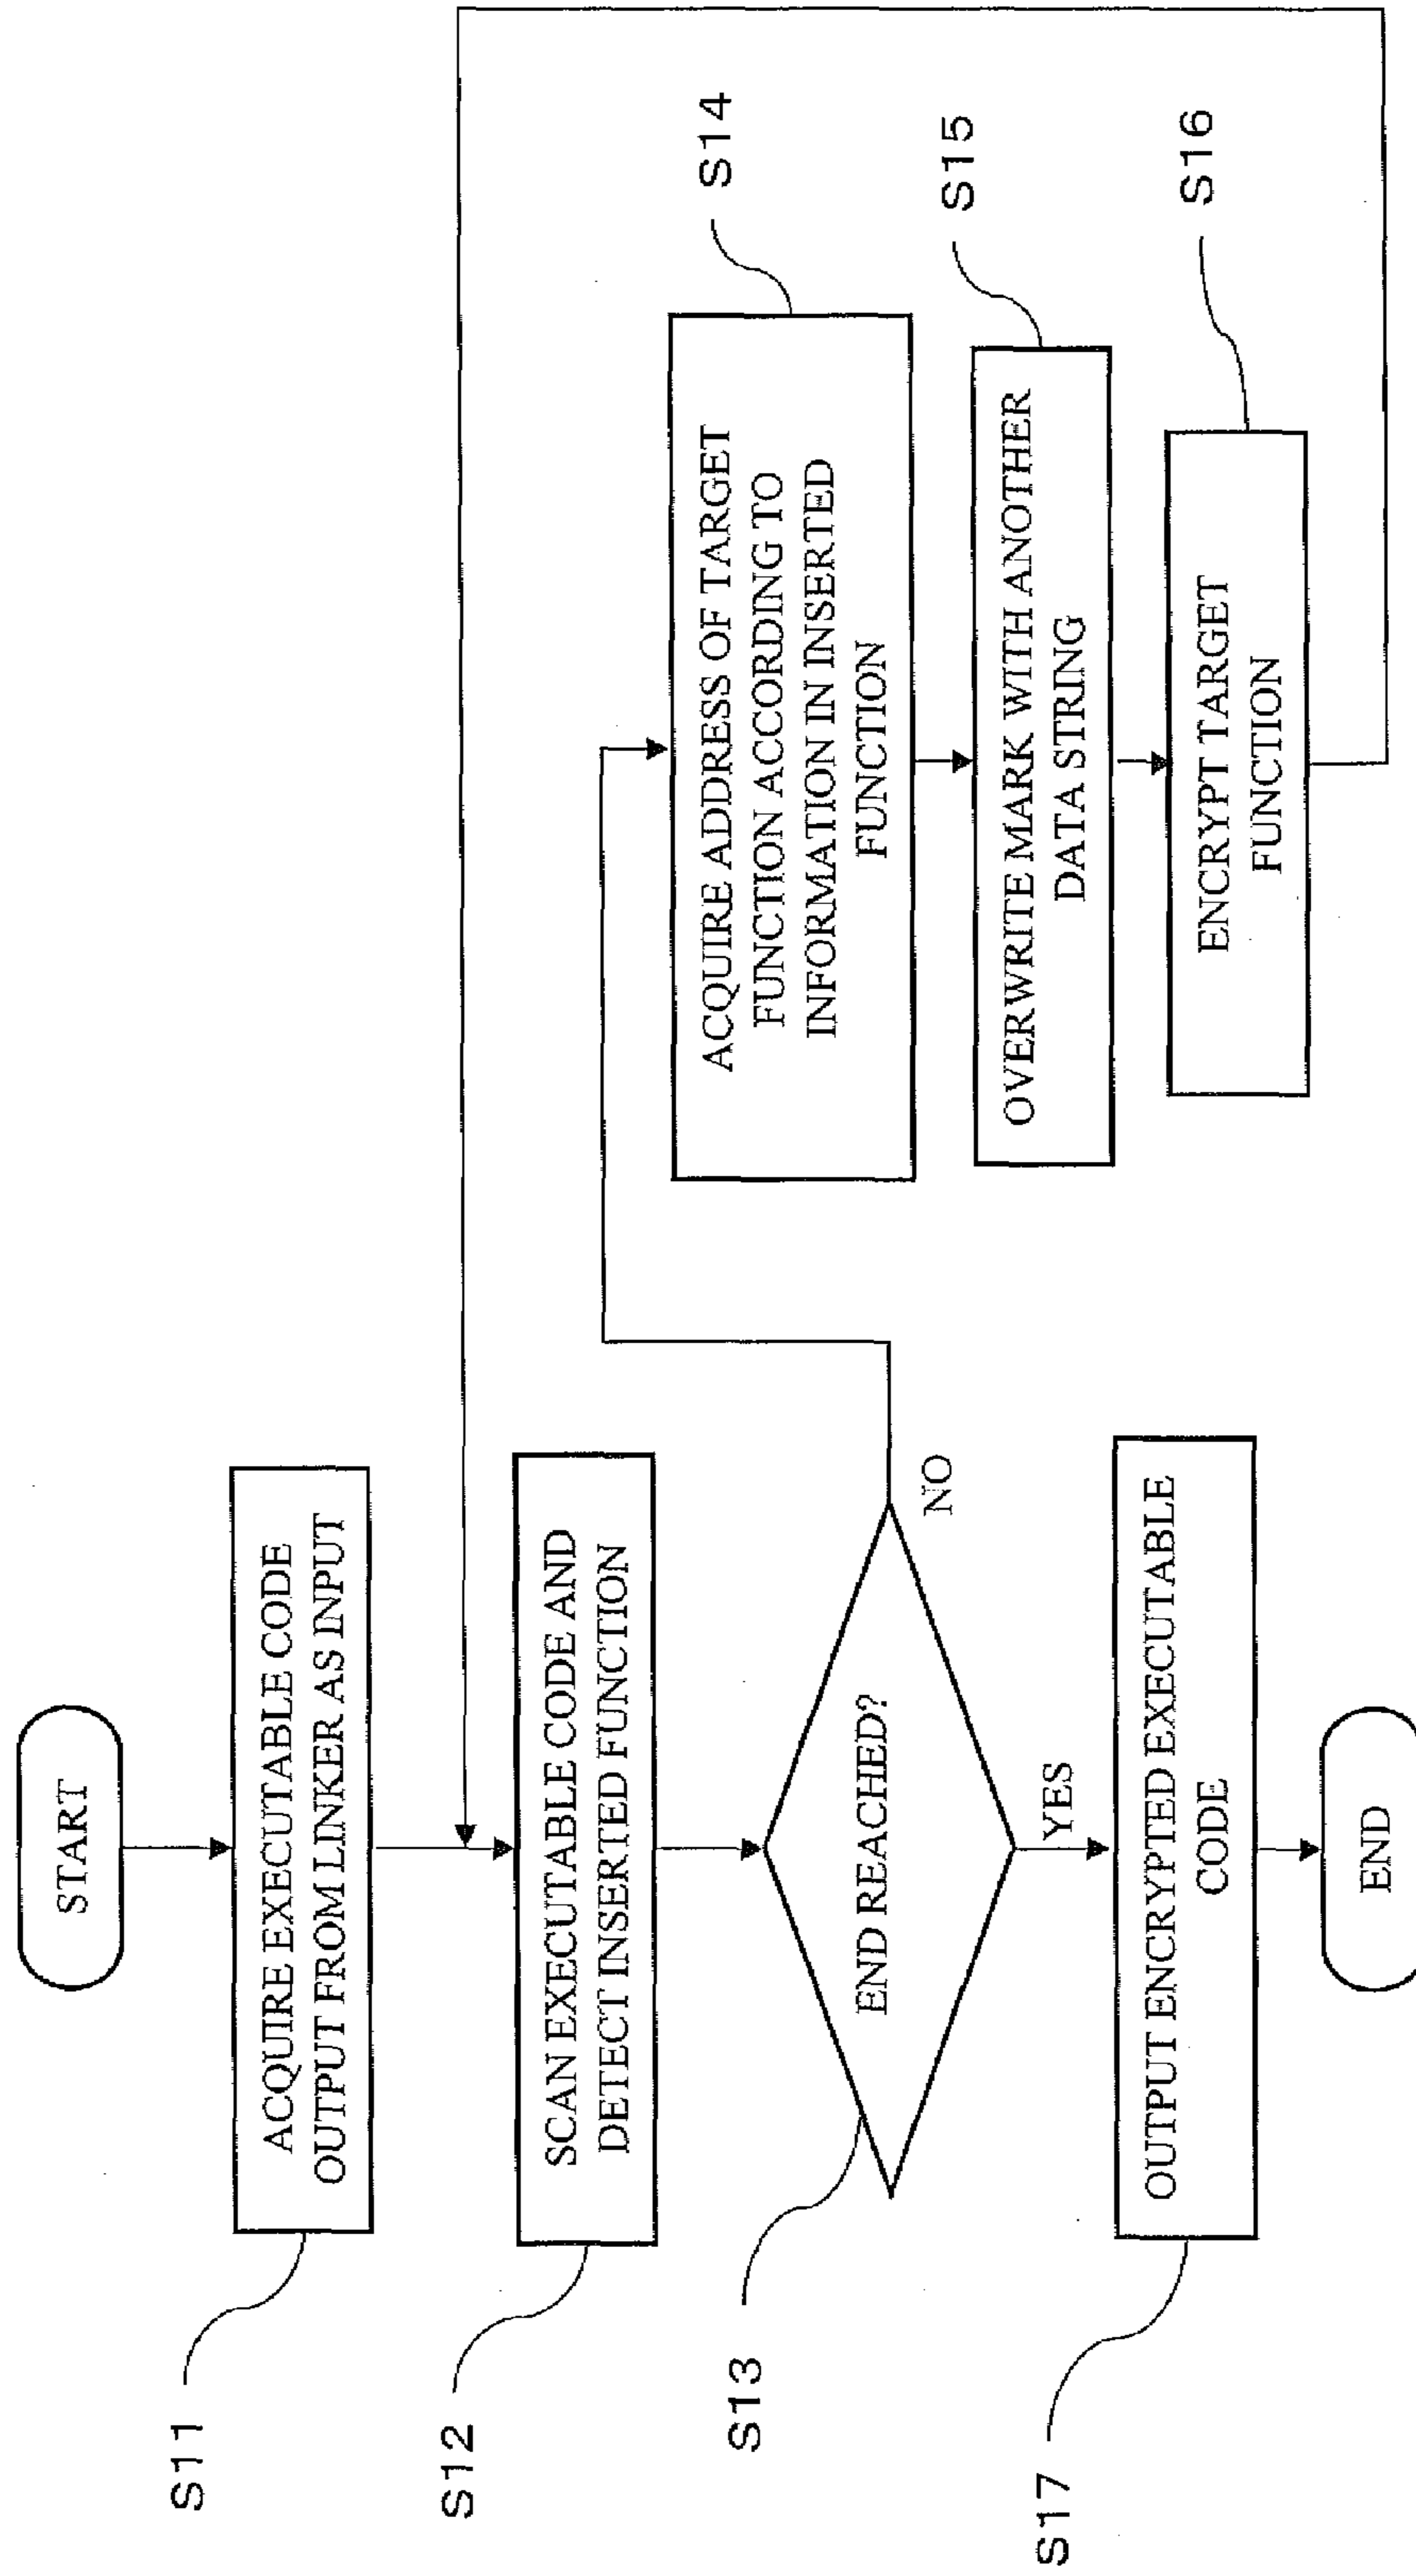 START
S11
ACQUIRE EXECUTABLE CODE
OUTPUT FROM LINKER AS INPUT
S12
SCAN EXECUTABLE CODE AND
DETECT INSERTED FUNCTION
S13
END REACHED?
NO
YES
S14
ACQUIRE ADDRESS OF TARGET
FUNCTION ACCORDING TO
INFORMATION IN INSERTED
FUNCTION
S15
OVERWRITE MARK WITH ANOTHER
DATA STRING
S16
ENCRYPT TARGET
FUNCTION
S17
OUTPUT ENCRYPTED EXECUTABLE
CODE
END